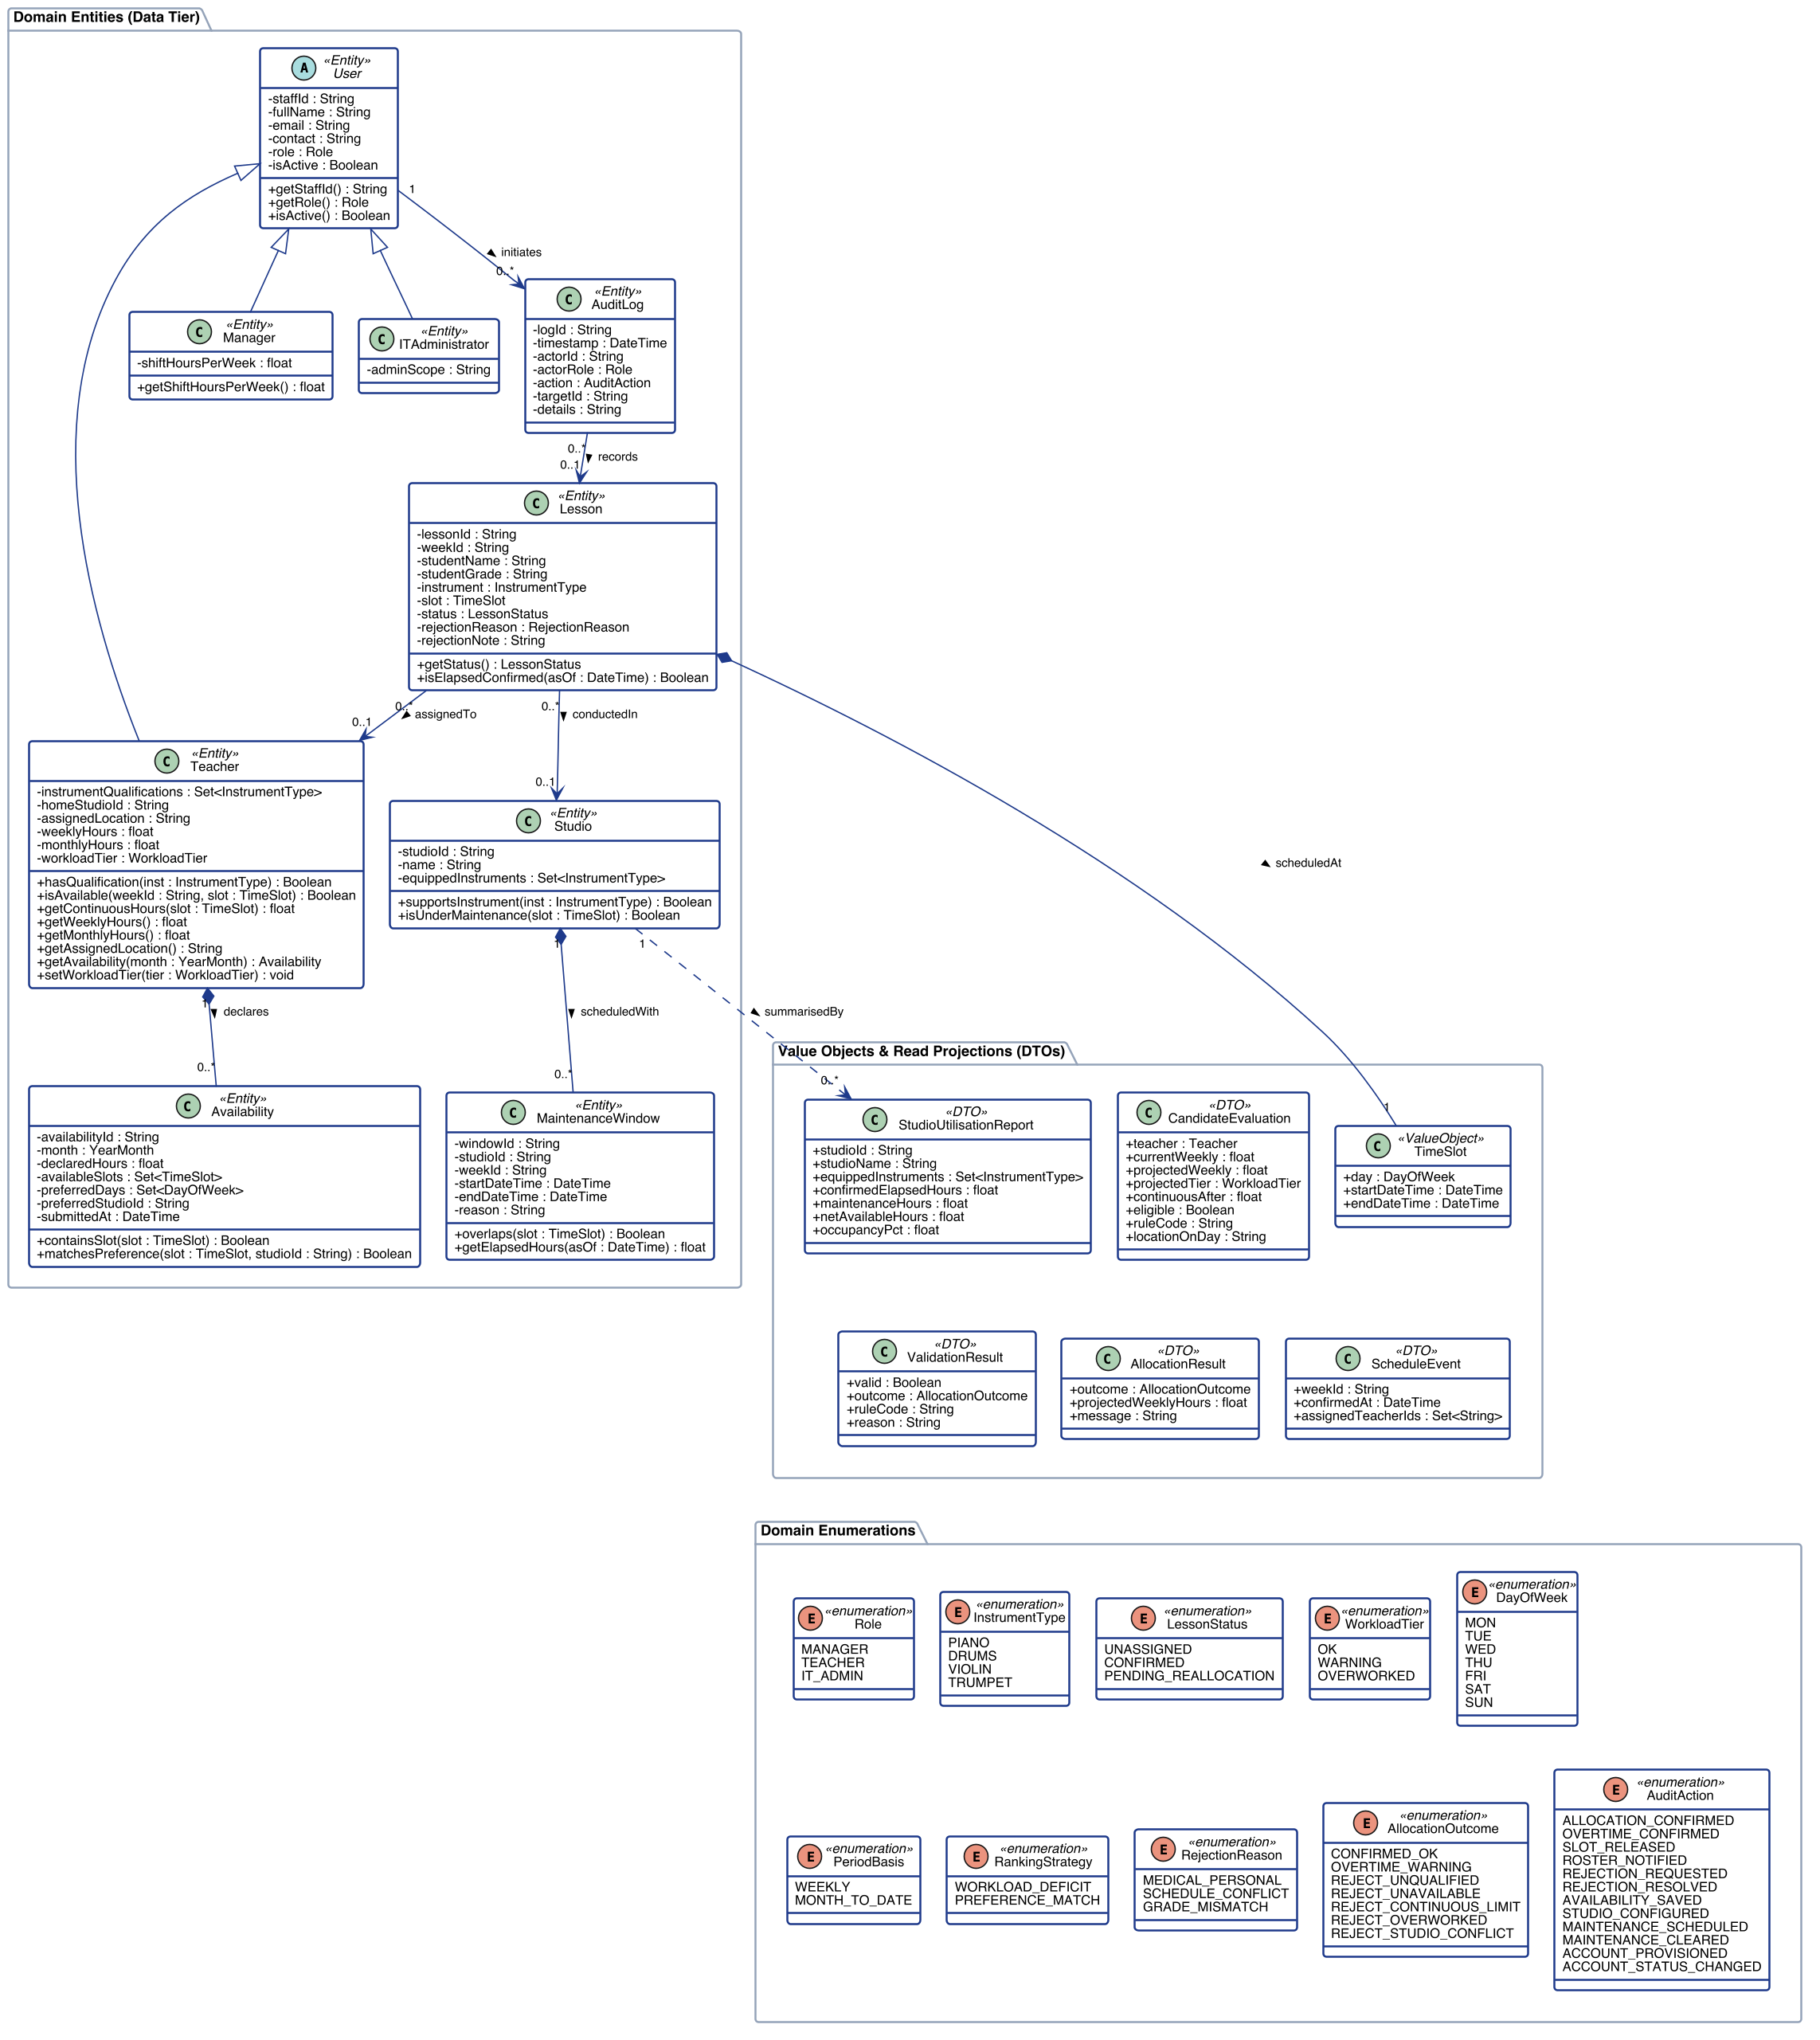 Domain Entities (Data Tier)
A
«Entity»
User
-staffId : String
-fullName : String
-email : String
-contact : String
-role : Role
-isActive : Boolean
+getStaffId() : String
+getRole() : Role
+isActive() : Boolean
1
initiates
0..*
C
«Entity»
Manager
-shiftHoursPerWeek : float
+getShiftHoursPerWeek() : float
C
«Entity»
ITAdministrator
-adminScope : String
C
«Entity»
AuditLog
-logId : String
-timestamp : DateTime
-actorId : String
-actorRole : Role
-action : AuditAction
-targetId : String
-details : String
0..*
records
0..1
C
«Entity»
Lesson
-lessonId : String
-weekId : String
-studentName : String
-studentGrade : String
-instrument : InstrumentType
-slot : TimeSlot
-status : LessonStatus
-rejectionReason : RejectionReason
-rejectionNote : String
+getStatus() : LessonStatus
+isElapsedConfirmed(asOf : DateTime) : Boolean
0..*
assignedTo
0..1
0..*
conductedIn
0..1
scheduledAt
1
C
«Entity»
Teacher
-instrumentQualifications : Set<InstrumentType>
-homeStudioId : String
-assignedLocation : String
-weeklyHours : float
-monthlyHours : float
-workloadTier : WorkloadTier
+hasQualification(inst : InstrumentType) : Boolean
+isAvailable(weekId : String, slot : TimeSlot) : Boolean
+getContinuousHours(slot : TimeSlot) : float
+getWeeklyHours() : float
+getMonthlyHours() : float
+getAssignedLocation() : String
+getAvailability(month : YearMonth) : Availability
+setWorkloadTier(tier : WorkloadTier) : void
C
«Entity»
Studio
-studioId : String
-name : String
-equippedInstruments : Set<InstrumentType>
+supportsInstrument(inst : InstrumentType) : Boolean
+isUnderMaintenance(slot : TimeSlot) : Boolean
1
declares
0..*
1
scheduledWith
0..*
1
summarisedBy
0..*
C
«Entity»
Availability
-availabilityId : String
-month : YearMonth
-declaredHours : float
-availableSlots : Set<TimeSlot>
-preferredDays : Set<DayOfWeek>
-preferredStudioId : String
-submittedAt : DateTime
+containsSlot(slot : TimeSlot) : Boolean
+matchesPreference(slot : TimeSlot, studioId : String) : Boolean
C
«Entity»
MaintenanceWindow
-windowId : String
-studioId : String
-weekId : String
-startDateTime : DateTime
-endDateTime : DateTime
-reason : String
+overlaps(slot : TimeSlot) : Boolean
+getElapsedHours(asOf : DateTime) : float
Value Objects & Read Projections (DTOs)
C
«DTO»
StudioUtilisationReport
+studioId : String
+studioName : String
+equippedInstruments : Set<InstrumentType>
+confirmedElapsedHours : float
+maintenanceHours : float
+netAvailableHours : float
+occupancyPct : float
C
«DTO»
CandidateEvaluation
+teacher : Teacher
+currentWeekly : float
+projectedWeekly : float
+projectedTier : WorkloadTier
+continuousAfter : float
+eligible : Boolean
+ruleCode : String
+locationOnDay : String
C
«ValueObject»
TimeSlot
+day : DayOfWeek
+startDateTime : DateTime
+endDateTime : DateTime
C
«DTO»
ValidationResult
+valid : Boolean
+outcome : AllocationOutcome
+ruleCode : String
+reason : String
C
«DTO»
AllocationResult
+outcome : AllocationOutcome
+projectedWeeklyHours : float
+message : String
C
«DTO»
ScheduleEvent
+weekId : String
+confirmedAt : DateTime
+assignedTeacherIds : Set<String>
Domain Enumerations
E
«enumeration»
Role
MANAGER
TEACHER
IT_ADMIN
E
«enumeration»
InstrumentType
PIANO
DRUMS
VIOLIN
TRUMPET
E
«enumeration»
LessonStatus
UNASSIGNED
CONFIRMED
PENDING_REALLOCATION
E
«enumeration»
WorkloadTier
OK
WARNING
OVERWORKED
E
«enumeration»
DayOfWeek
MON
TUE
WED
THU
FRI
SAT
SUN
E
«enumeration»
PeriodBasis
WEEKLY
MONTH_TO_DATE
E
«enumeration»
RankingStrategy
WORKLOAD_DEFICIT
PREFERENCE_MATCH
E
«enumeration»
RejectionReason
MEDICAL_PERSONAL
SCHEDULE_CONFLICT
GRADE_MISMATCH
E
«enumeration»
AllocationOutcome
CONFIRMED_OK
OVERTIME_WARNING
REJECT_UNQUALIFIED
REJECT_UNAVAILABLE
REJECT_CONTINUOUS_LIMIT
REJECT_OVERWORKED
REJECT_STUDIO_CONFLICT
E
«enumeration»
AuditAction
ALLOCATION_CONFIRMED
OVERTIME_CONFIRMED
SLOT_RELEASED
ROSTER_NOTIFIED
REJECTION_REQUESTED
REJECTION_RESOLVED
AVAILABILITY_SAVED
STUDIO_CONFIGURED
MAINTENANCE_SCHEDULED
MAINTENANCE_CLEARED
ACCOUNT_PROVISIONED
ACCOUNT_STATUS_CHANGED